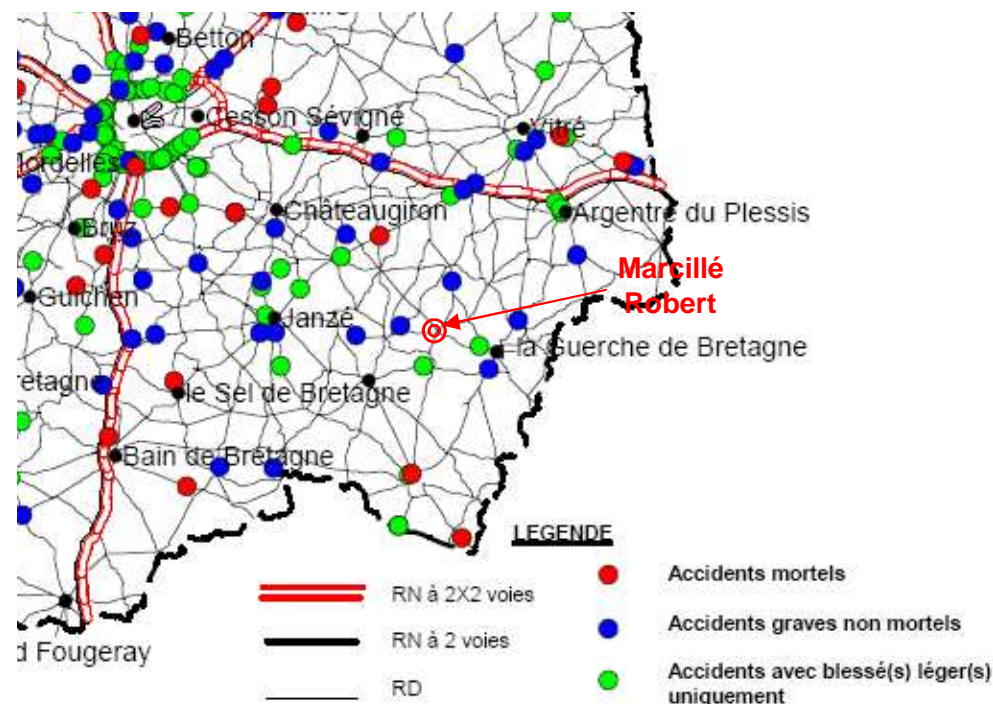 Betton
Cesson Sévigné
Vitré
Mordelles
Châteaugiron
Argentré du Plessis
Bruz
Marcillé
Robert
Guichen
Janzé
la Guerche de Bretagne
retagne
le Sel de Bretagne
Bain de Bretagne
LEGENDE
Accidents mortels
RN à 2X2 voies
Accidents graves non mortels
RN à 2 voies
d Fougeray
Accidents avec blessé(s) léger(s)
uniquement
RD